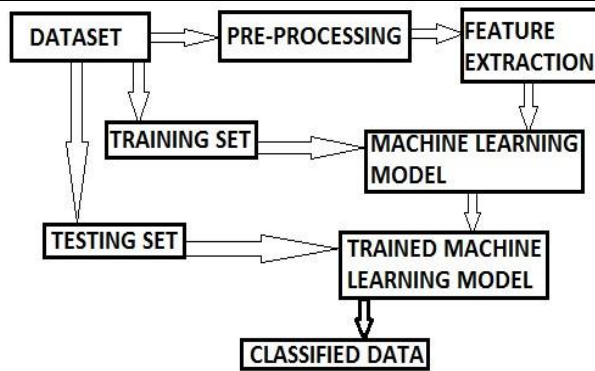 DATASET
PRE-PROCESSING
FEATURE
EXTRACTION
TRAINING SET
MACHINE LEARNING
MODEL
TESTING SET
TRAINED MACHINE
LEARNING MODEL
CLASSIFIED DATA